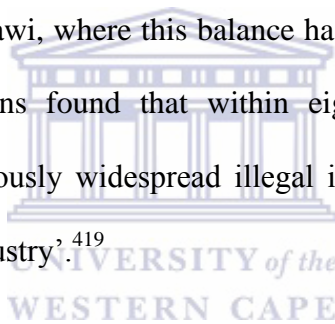 awi, where this balance ha
ns found that within eig
ously widespread illegal i
ustry’.419
UNIVERSITY of the
WESTERN CAPE